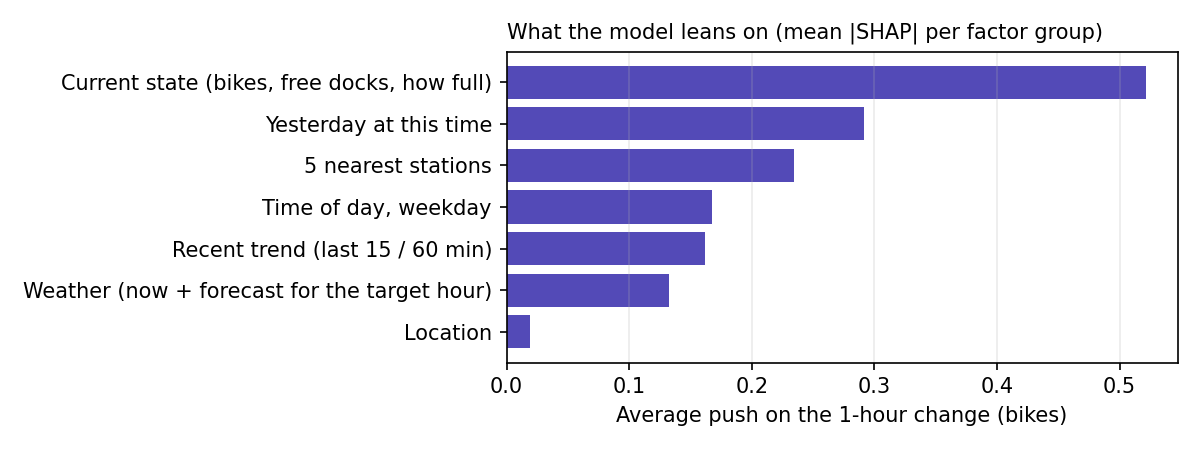 What the model leans on (mean |SHAP| per factor group)
Current state (bikes, free docks, how full)
Yesterday at this time
5 nearest stations
Time of day, weekday
Recent trend (last 15 / 60 min)
Weather (now + forecast for the target hour)
Location
0.0 0.1 0.2 0.3 0.4 0.5
Average push on the 1-hour change (bikes)